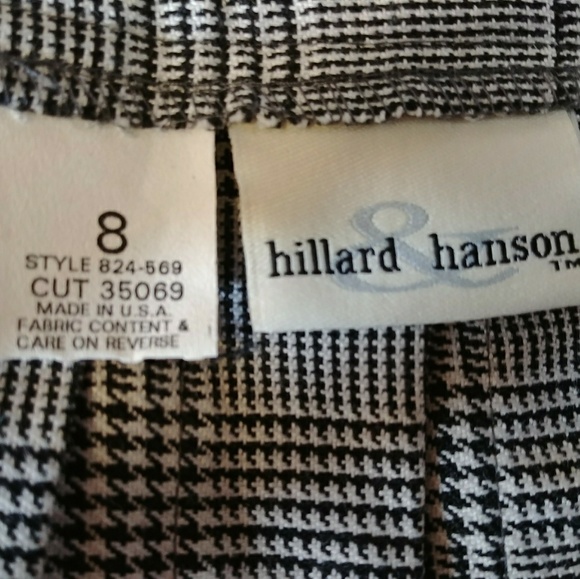 8
STYLE 824-569
CUT 35069
MADE IN U.S.A.
FABRIC CONTENT &
CARE ON REVERSE
hillard & hanson
TM